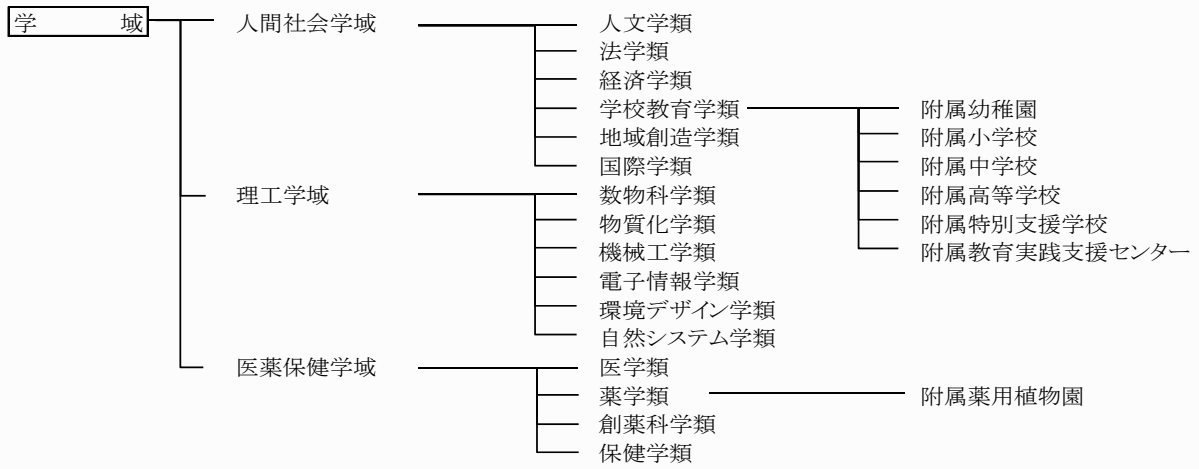 学 域 人間社会学域 人文学類
法学類
経済学類
学校教育学類 附属幼稚園
地域創造学類 附属小学校
国際学類 附属中学校
理工学域 数物科学類 附属高等学校
物質化学類 附属特別支援学校
機械工学類 附属教育実践支援センター
電子情報学類
環境デザイン学類
自然システム学類
医薬保健学域 医学類
薬学類 附属薬用植物園
創薬科学類
保健学類